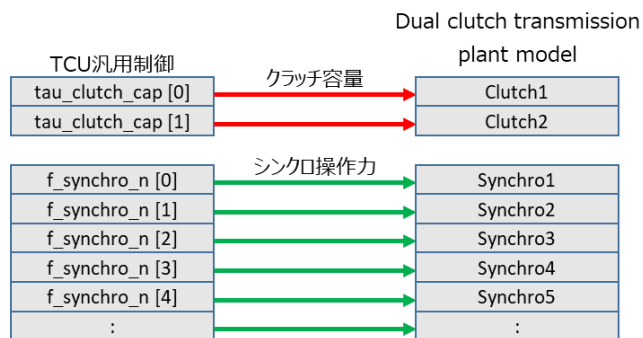 Dual clutch transmission
plant model
TCU汎用制御
クラッチ容量
tau_clutch_cap [0]
Clutch1
tau_clutch_cap [1]
Clutch2
シンクロ操作力
f_synchro_n [0]
Synchro1
f_synchro_n [1]
Synchro2
f_synchro_n [2]
Synchro3
f_synchro_n [3]
Synchro4
f_synchro_n [4]
Synchro5
:
: